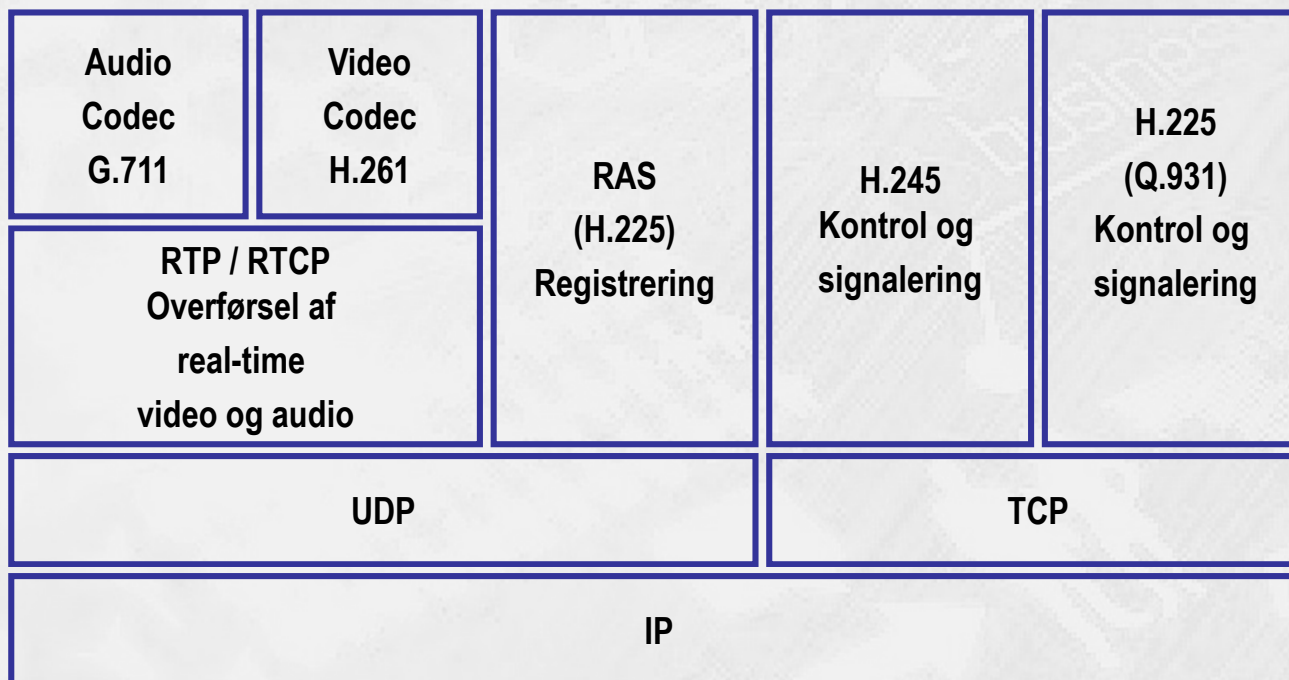 Audio
Codec
G.711
Video
Codec
H.261
RTP / RTCP
Overførsel af
real-time
video og audio
RAS
(H.225)
Registrering
H.245
Kontrol og
signalering
H.225
(Q.931)
Kontrol og
signalering
UDP
TCP
IP